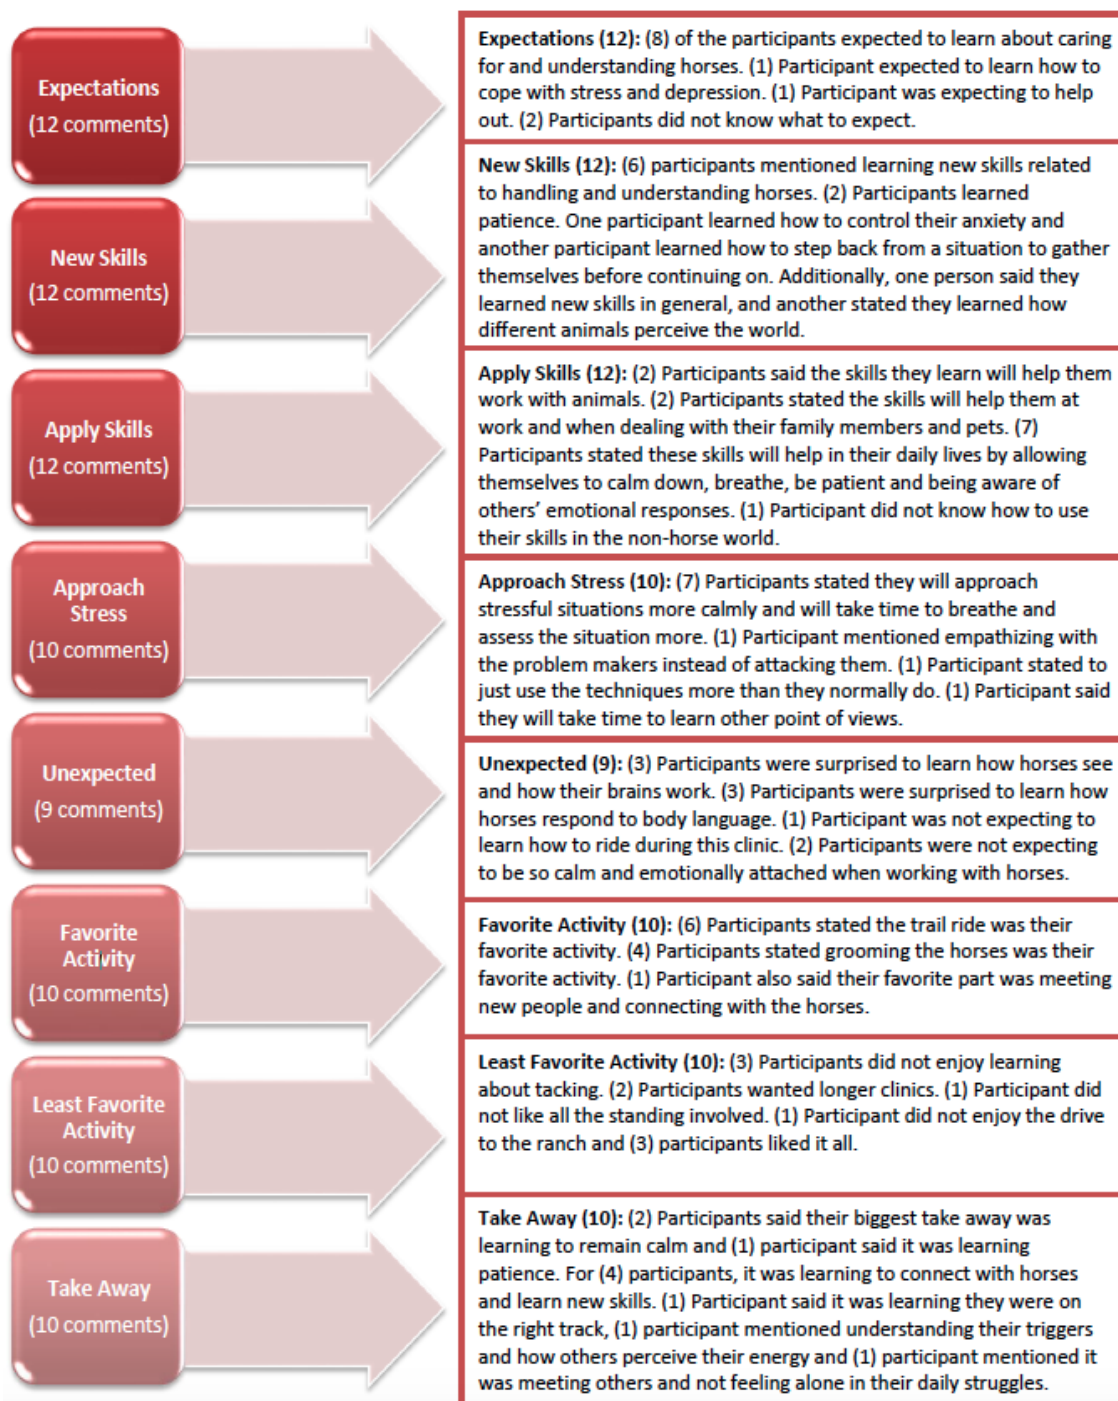 Expectations
(12 comments)
Expectations (12): (8) of the participants expected to learn about caring
for and understanding horses. (1) Participant expected to learn how to
cope with stress and depression. (1) Participant was expecting to help
out. (2) Participants did not know what to expect.
New Skills
(12 comments)
New Skills (12): (6) participants mentioned learning new skills related
to handling and understanding horses. (2) Participants learned
patience. One participant learned how to control their anxiety and
another participant learned how to step back from a situation to gather
themselves before continuing on. Additionally, one person said they
learned new skills in general, and another stated they learned how
different animals perceive the world.
Apply Skills
(12 comments)
Apply Skills (12): (2) Participants said the skills they learn will help them
work with animals. (2) Participants stated the skills will help them at
work and when dealing with their family members and pets. (7)
Participants stated these skills will help in their daily lives by allowing
themselves to calm down, breathe, be patient and being aware of
others’ emotional responses. (1) Participant did not know how to use
their skills in the non-horse world.
Approach
Stress
(10 comments)
Approach Stress (10): (7) Participants stated they will approach
stressful situations more calmly and will take time to breathe and
assess the situation more. (1) Participant mentioned empathizing with
the problem makers instead of attacking them. (1) Participant stated to
just use the techniques more than they normally do. (1) Participant said
they will take time to learn other point of views.
Unexpected
(9 comments)
Unexpected (9): (3) Participants were surprised to learn how horses see
and how their brains work. (3) Participants were surprised to learn how
horses respond to body language. (1) Participant was not expecting to
learn how to ride during this clinic. (2) Participants were not expecting
to be so calm and emotionally attached when working with horses.
Favorite
Activity
(10 comments)
Favorite Activity (10): (6) Participants stated the trail ride was their
favorite activity. (4) Participants stated grooming the horses was their
favorite activity. (1) Participant also said their favorite part was meeting
new people and connecting with the horses.
Least Favorite
Activity
(10 comments)
Least Favorite Activity (10): (3) Participants did not enjoy learning
about tacking. (2) Participants wanted longer clinics. (1) Participant did
not like all the standing involved. (1) Participant did not enjoy the drive
to the ranch and (3) participants liked it all.
Take Away
(10 comments)
Take Away (10): (2) Participants said their biggest take away was
learning to remain calm and (1) participant said it was learning
patience. For (4) participants, it was learning to connect with horses
and learn new skills. (1) Participant said it was learning they were on
the right track, (1) participant mentioned understanding their triggers
and how others perceive their energy and (1) participant mentioned it
was meeting others and not feeling alone in their daily struggles.